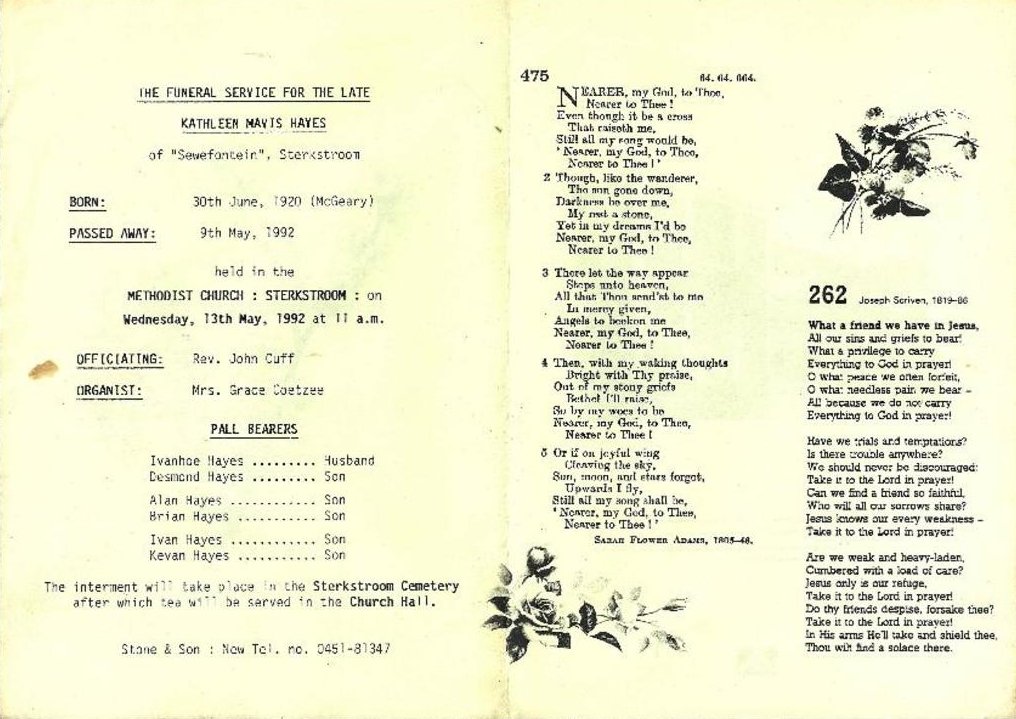 THE FUNERAL SERVICE FOR THE LATE
KATHLEEN MAVIS HAYES
of "Sewefontein", Sterkstroom
BORN: 30th June, 1920 (McGeary)
PASSED AWAY: 9th May, 1992
held in the
METHODIST CHURCH : STERKSTROOM : on
Wednesday, 13th May, 1992 at 11 a.m.
OFFICIATING: Rev. John Cuff
ORGANIST: Mrs. Grace Coetzee
PALL BEARERS
Ivanhoe Hayes ......... Husband
Desmond Hayes ......... Son
Alan Hayes ............ Son
Brian Hayes ........... Son
Ivan Hayes ............ Son
Kevan Hayes ........... Son
The interment will take place in the Sterkstroom Cemetery
after which tea will be served in the Church Hall.
Stone & Son : New Tel. no. 0451-81347
475 64. 64. 664.
NEARER, my God, to Thee,
Nearer to Thee !
Even though it be a cross
That raiseth me,
Still all my song would be,
' Nearer, my God, to Thee,
Nearer to Thee ! '
2 Though, like the wanderer,
The sun gone down,
Darkness be over me,
My rest a stone,
Yet in my dreams I'd be
Nearer, my God, to Thee,
Nearer to Thee !
3 There let the way appear
Steps unto heaven,
All that Thou send'st to me
In mercy given,
Angels to beckon me
Nearer, my God, to Thee,
Nearer to Thee !
4 Then, with my waking thoughts
Bright with Thy praise,
Out of my stony griefs
Bethel I'll raise,
So by my woes to be
Nearer, my God, to Thee,
Nearer to Thee !
5 Or if on joyful wing
Cleaving the sky,
Sun, moon, and stars forgot,
Upwards I fly,
Still all my song shall be,
' Nearer, my God, to Thee,
Nearer to Thee ! '
SARAH FLOWER ADAMS, 1805-48.
262 Joseph Scriven, 1819–86
What a friend we have in Jesus,
All our sins and griefs to bear!
What a privilege to carry
Everything to God in prayer!
O what peace we often forfeit,
O what needless pain we bear –
All because we do not carry
Everything to God in prayer!
Have we trials and temptations?
Is there trouble anywhere?
We should never be discouraged:
Take it to the Lord in prayer!
Can we find a friend so faithful,
Who will all our sorrows share?
Jesus knows our every weakness –
Take it to the Lord in prayer!
Are we weak and heavy-laden,
Cumbered with a load of care?
Jesus only is our refuge,
Take it to the Lord in prayer!
Do thy friends despise, forsake thee?
Take it to the Lord in prayer!
In His arms He'll take and shield thee,
Thou wilt find a solace there.